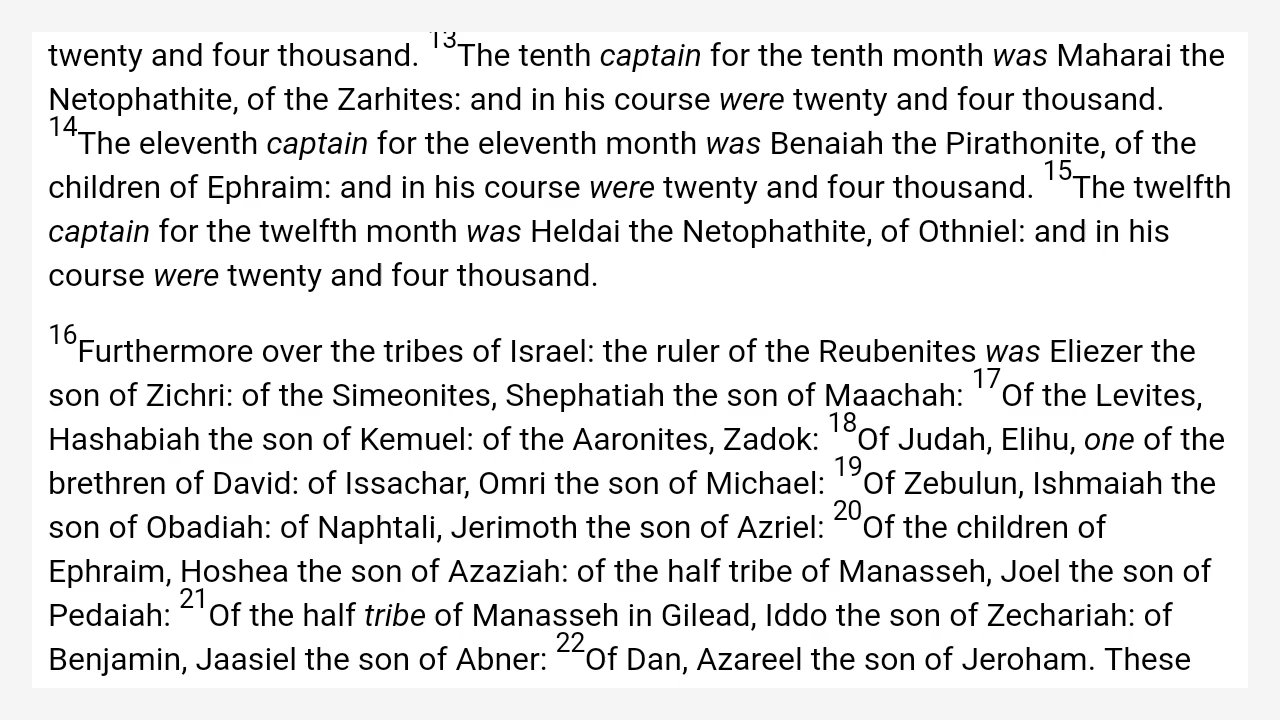 twenty and four thousand. 13The tenth captain for the tenth month was Maharai the
Netophathite, of the Zarhites: and in his course were twenty and four thousand.
14The eleventh captain for the eleventh month was Benaiah the Pirathonite, of the
children of Ephraim: and in his course were twenty and four thousand. 15The twelfth
captain for the twelfth month was Heldai the Netophathite, of Othniel: and in his
course were twenty and four thousand.
16Furthermore over the tribes of Israel: the ruler of the Reubenites was Eliezer the
son of Zichri: of the Simeonites, Shephatiah the son of Maachah: 17Of the Levites,
Hashabiah the son of Kemuel: of the Aaronites, Zadok: 18Of Judah, Elihu, one of the
brethren of David: of Issachar, Omri the son of Michael: 19Of Zebulun, Ishmaiah the
son of Obadiah: of Naphtali, Jerimoth the son of Azriel: 20Of the children of
Ephraim, Hoshea the son of Azaziah: of the half tribe of Manasseh, Joel the son of
Pedaiah: 21Of the half tribe of Manasseh in Gilead, Iddo the son of Zechariah: of
Benjamin, Jaasiel the son of Abner: 22Of Dan, Azareel the son of Jeroham. These